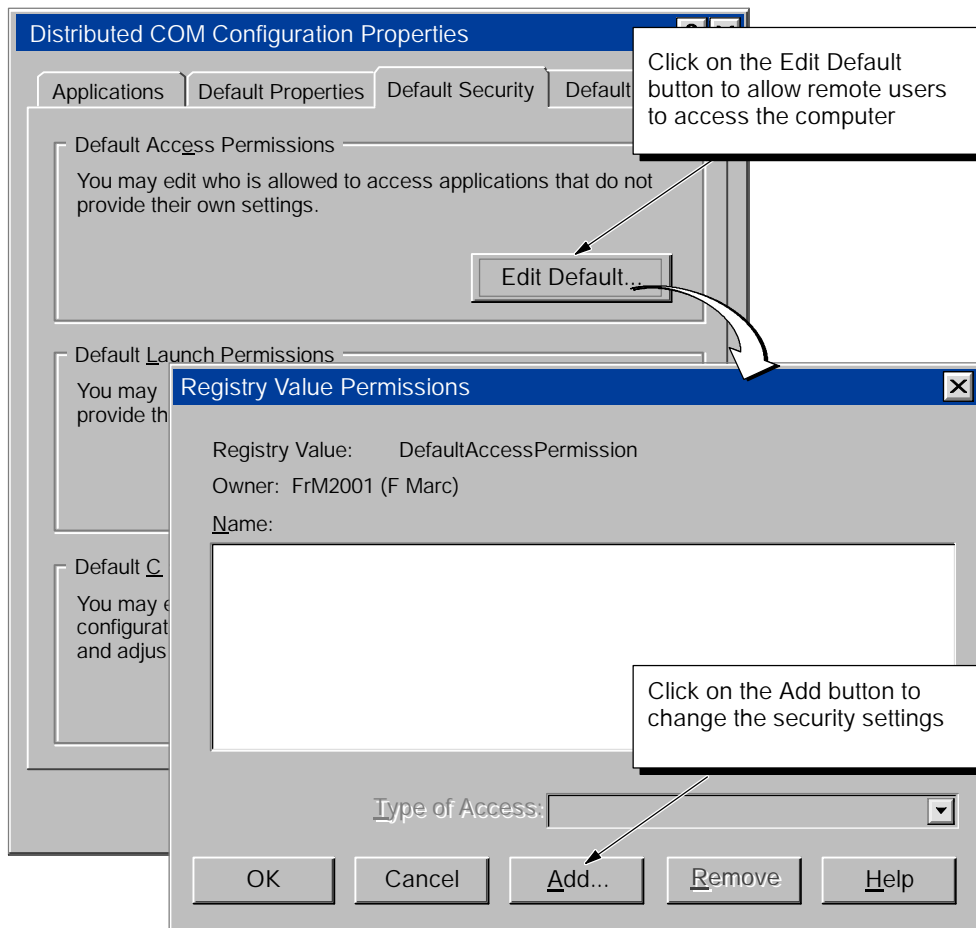 Distributed COM Configuration Properties
Click on the Edit Default
button to allow remote users
to access the computer
Applications
Default Properties
Default Security
Default
Default Access Permissions
You may edit who is allowed to access applications that do not
provide their own settings.
Edit Default...
Default Launch Permissions
You may
provide th
Registry Value Permissions
Registry Value: DefaultAccessPermission
Owner: FrM2001 (F Marc)
Name:
Default C
You may e
configurat
and adjus
Click on the Add button to
change the security settings
Type of Access:
OK
Cancel
Add...
Remove
Help